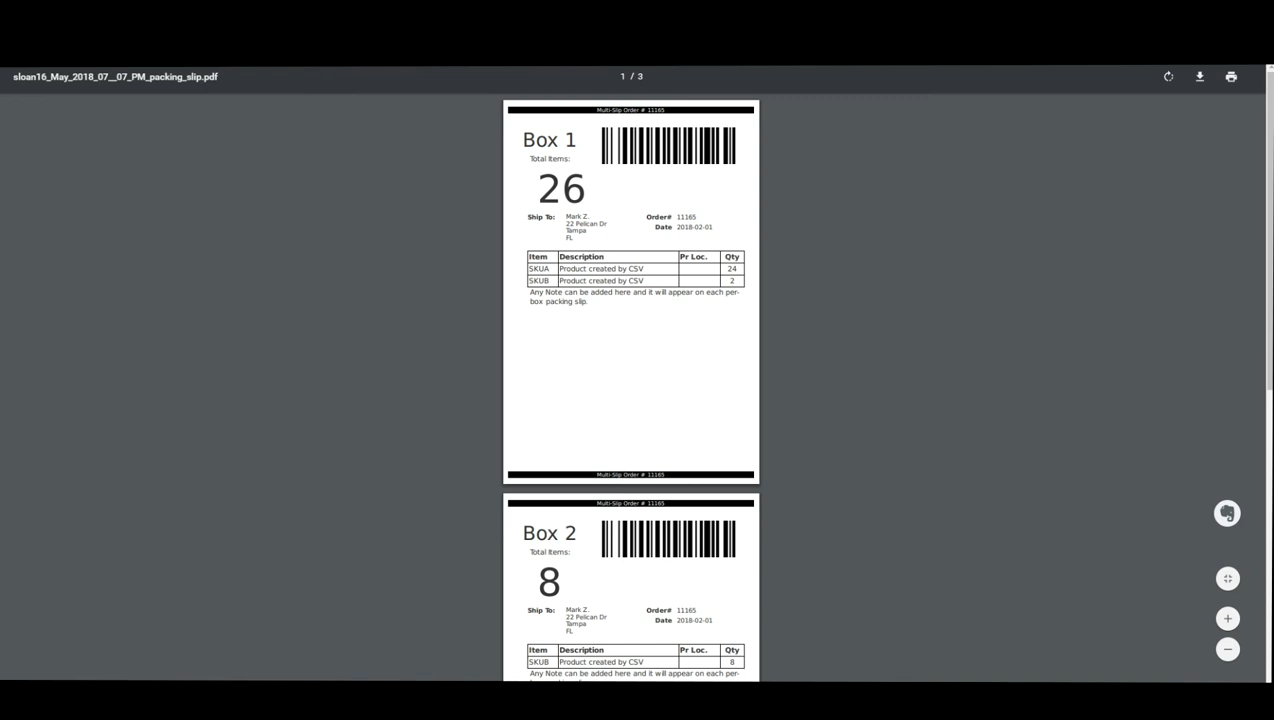 sloan16_May_2018_07__07_PM_packing_slip.pdf
1 / 3
Multi-Slip Order # 11165
Box 1
Total Items:
26
Ship To: Mark Z.
22 Pelican Dr
Tampa
FL
Order# 11165
Date 2018-02-01
Item Description Pr Loc. Qty
SKUA Product created by CSV 24
SKUB Product created by CSV 2
Any Note can be added here and it will appear on each per-
box packing slip.
Multi-Slip Order # 11165
Multi-Slip Order # 11165
Box 2
Total Items:
8
Ship To: Mark Z.
22 Pelican Dr
Tampa
FL
Order# 11165
Date 2018-02-01
Item Description Pr Loc. Qty
SKUB Product created by CSV 8
Any Note can be added here and it will appear on each per-